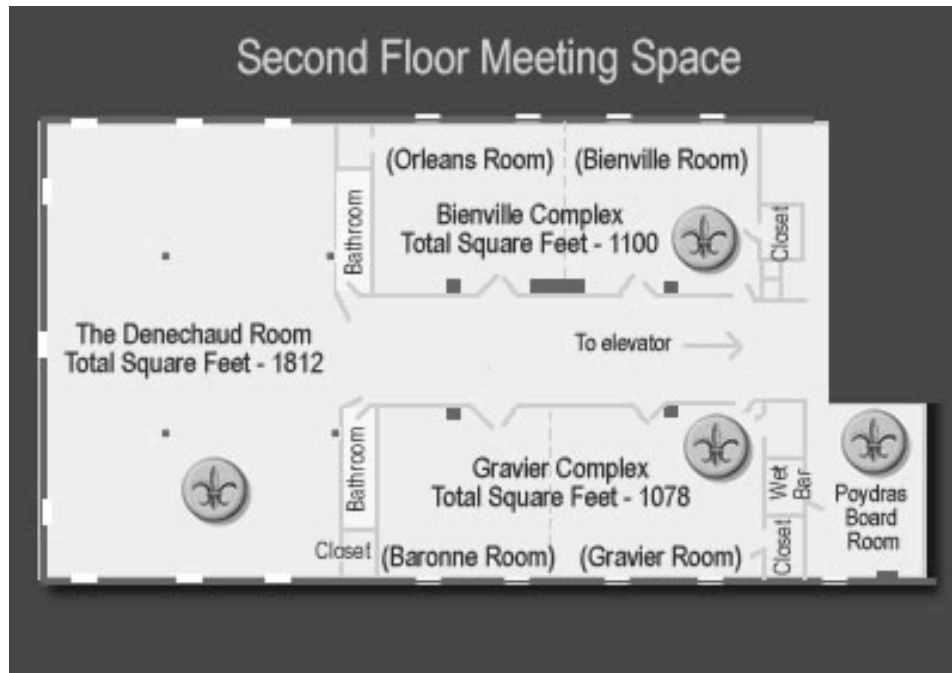 Second Floor Meeting Space
(Orleans Room)
(Bienville Room)
Bathroom
Bienville Complex
Total Square Feet - 1100
Closet
The Denechaud Room
Total Square Feet - 1812
To elevator
Bathroom
Gravier Complex
Total Square Feet - 1078
Wet
Bar
Poydras
Board
Room
Closet
(Baronne Room)
(Gravier Room)
Closet